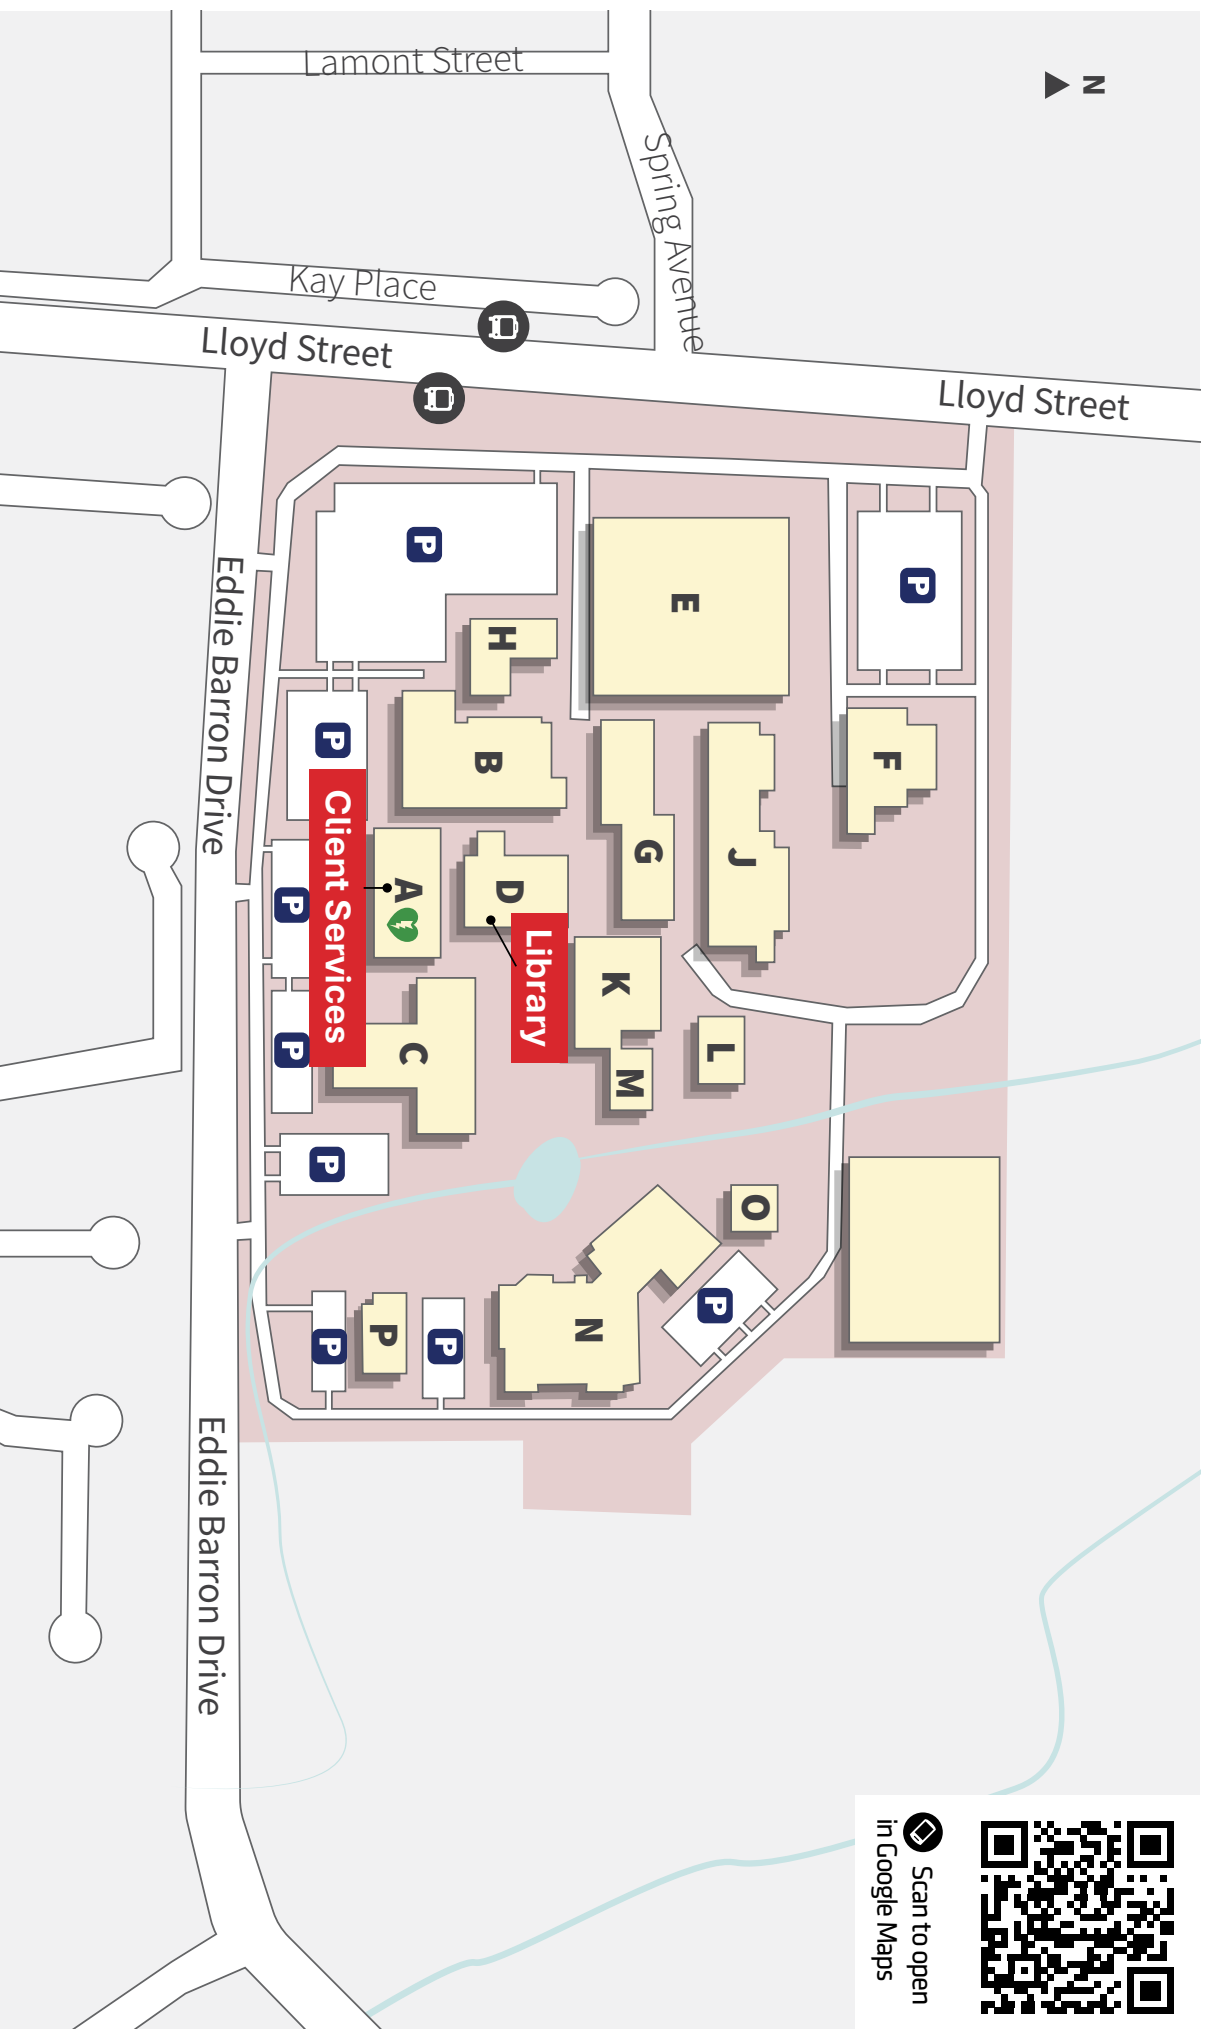 N
Lamont Street
Spring Avenue
Kay Place
Lloyd Street
Lloyd Street
Eddie Barron Drive
Eddie Barron Drive
P
P
E
H
F
B
P
G
J
A
D
P
Client Services
Library
K
C
P
L
M
P
O
P
N
P
P
P
Scan to open
in Google Maps